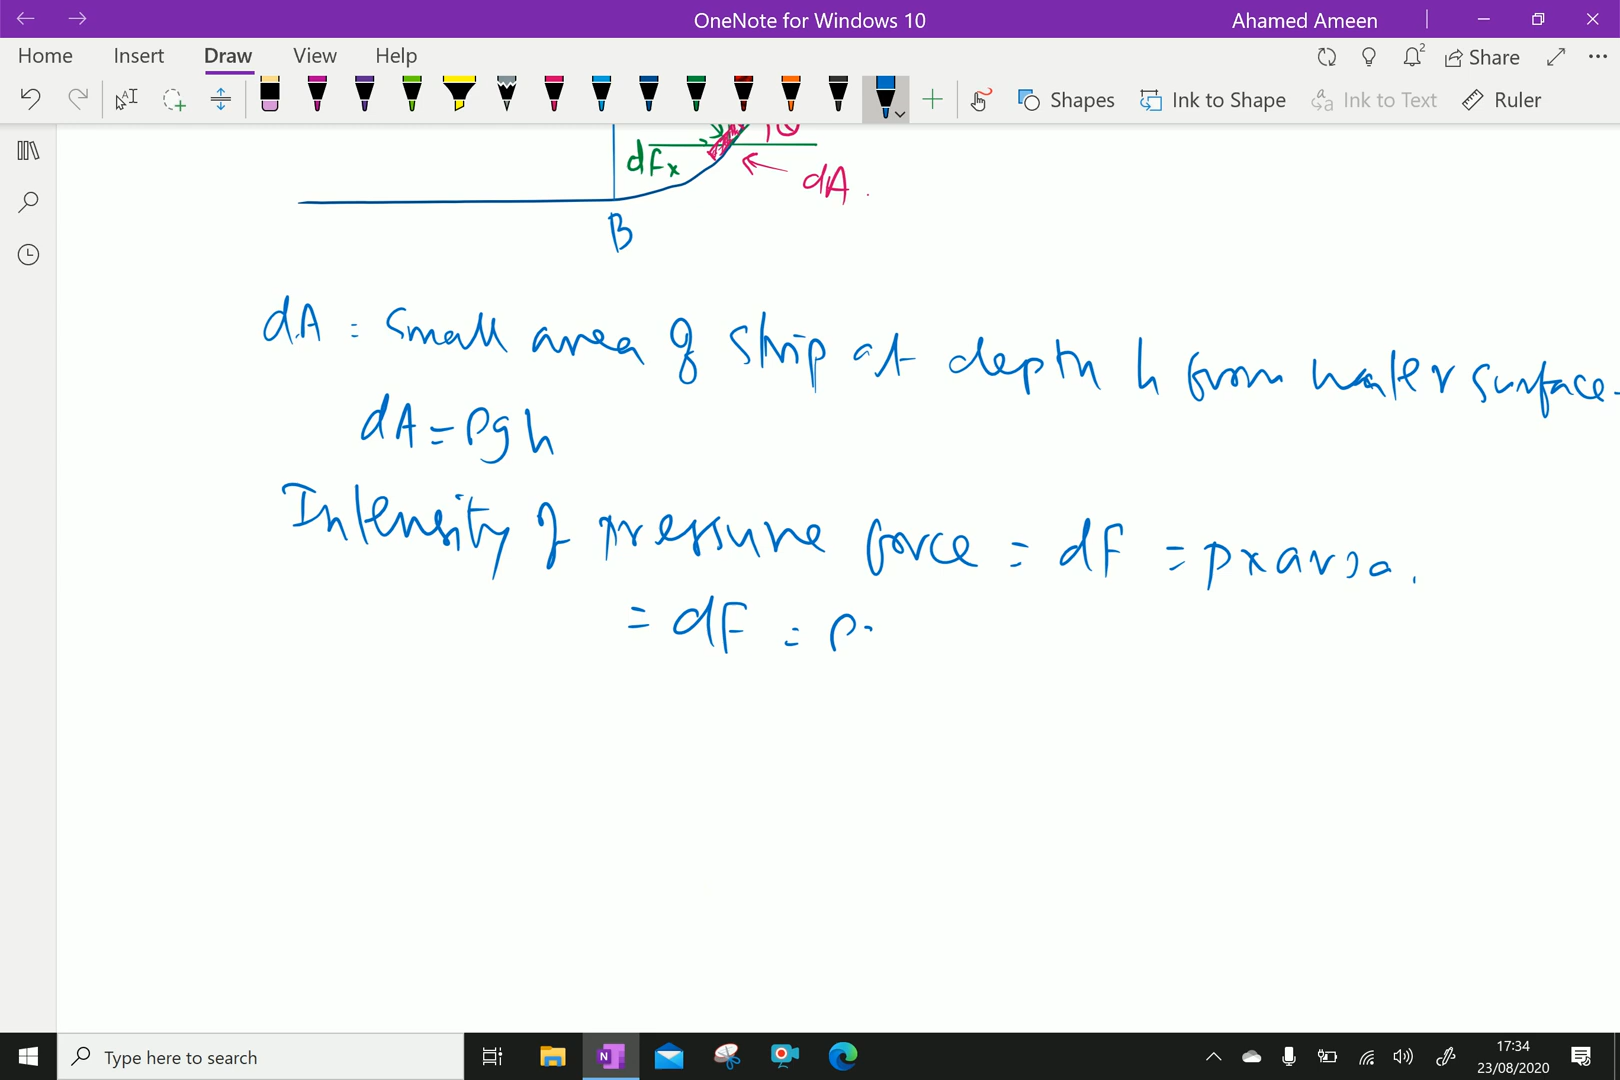 OneNote for Windows 10
Ahamed Ameen
Home Insert Draw View Help
2 Share
Shapes Ink to Shape Ink to Text Ruler
dFx
dA.
B
dA = Small area of strip at depth h from water surface.
dA = ρgh
Intensity of pressure force = dF = p x area.
= dF = ρ
Type here to search
17:34
23/08/2020